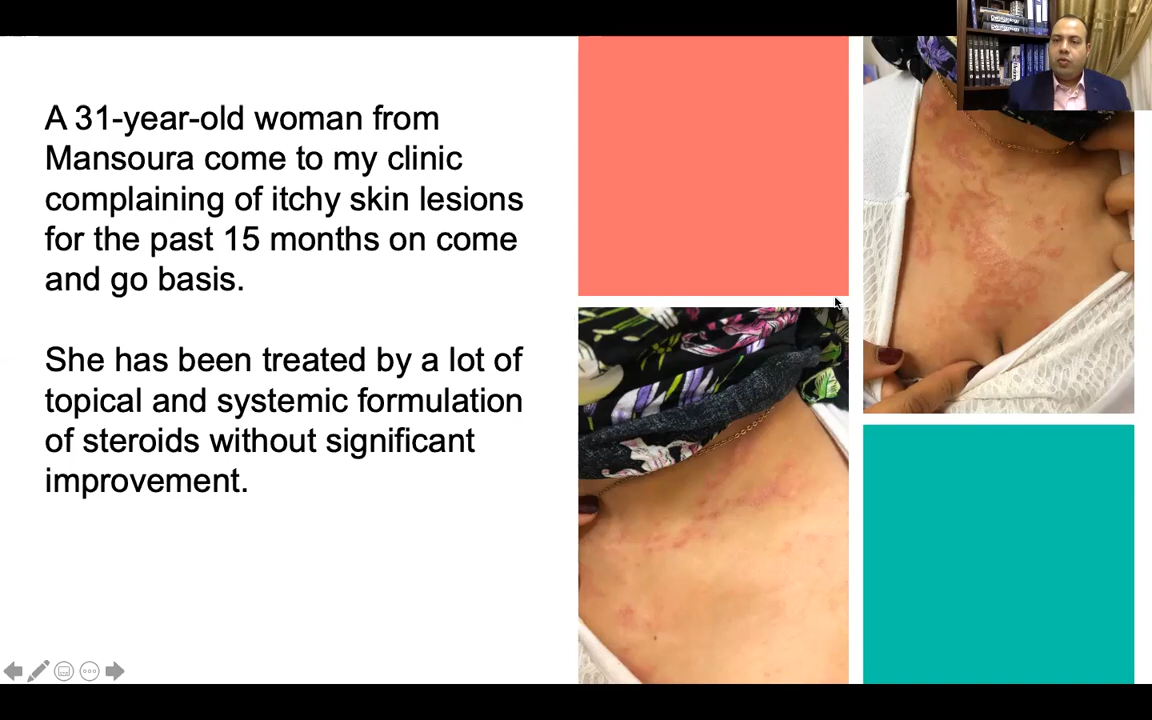 A 31-year-old woman from
Mansoura come to my clinic
complaining of itchy skin lesions
for the past 15 months on come
and go basis.
She has been treated by a lot of
topical and systemic formulation
of steroids without significant
improvement.